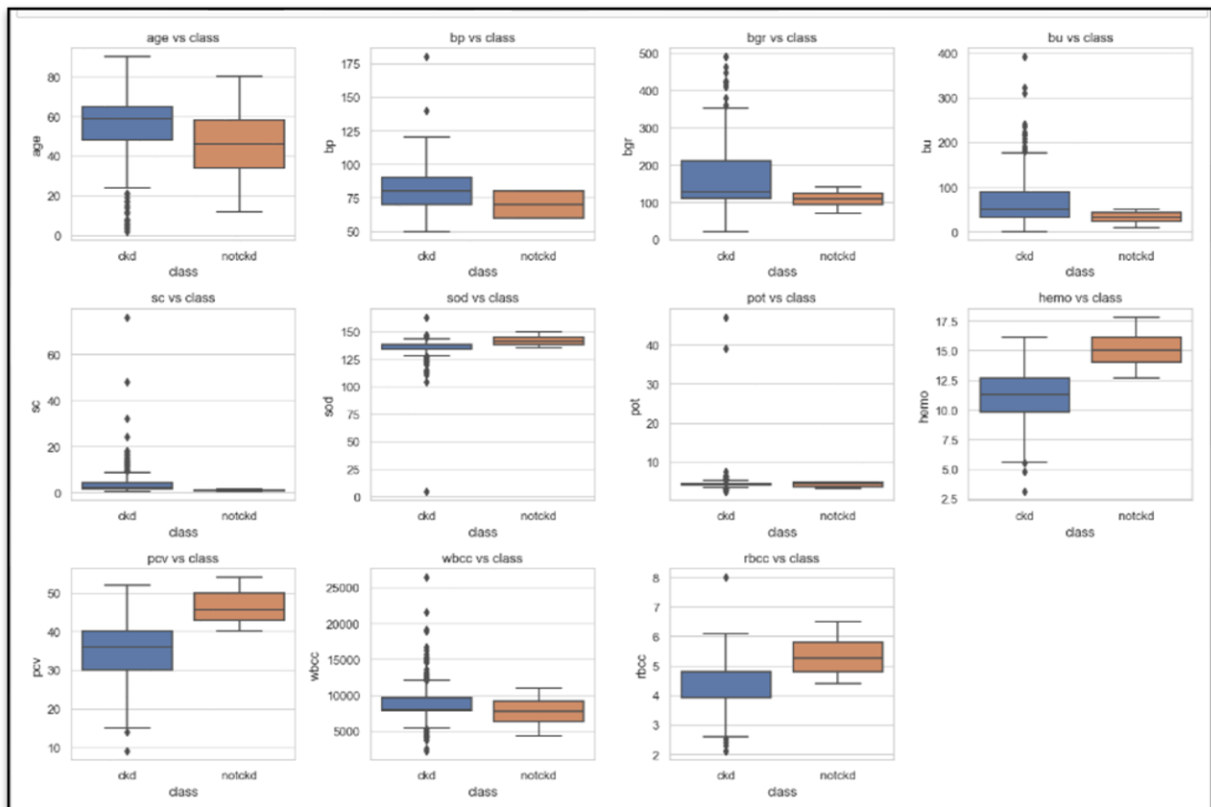 age vs class
age
80
60
40
20
0
ckd
notckd
class
bp vs class
bp
175
150
125
100
75
50
ckd
notckd
class
bgr vs class
bgr
500
400
300
200
100
0
ckd
notckd
class
bu vs class
bu
400
300
200
100
0
ckd
notckd
class
sc vs class
sc
60
40
20
0
ckd
notckd
class
sod vs class
sod
150
125
100
75
50
25
0
ckd
notckd
class
pot vs class
pot
40
30
20
10
ckd
notckd
class
hemo vs class
hemo
17.5
15.0
12.5
10.0
7.5
5.0
2.5
ckd
notckd
class
pcv vs class
pcv
50
40
30
20
10
ckd
notckd
class
wbcc vs class
wbcc
25000
20000
15000
10000
5000
ckd
notckd
class
rbcc vs class
rbcc
8
7
6
5
4
3
2
ckd
notckd
class